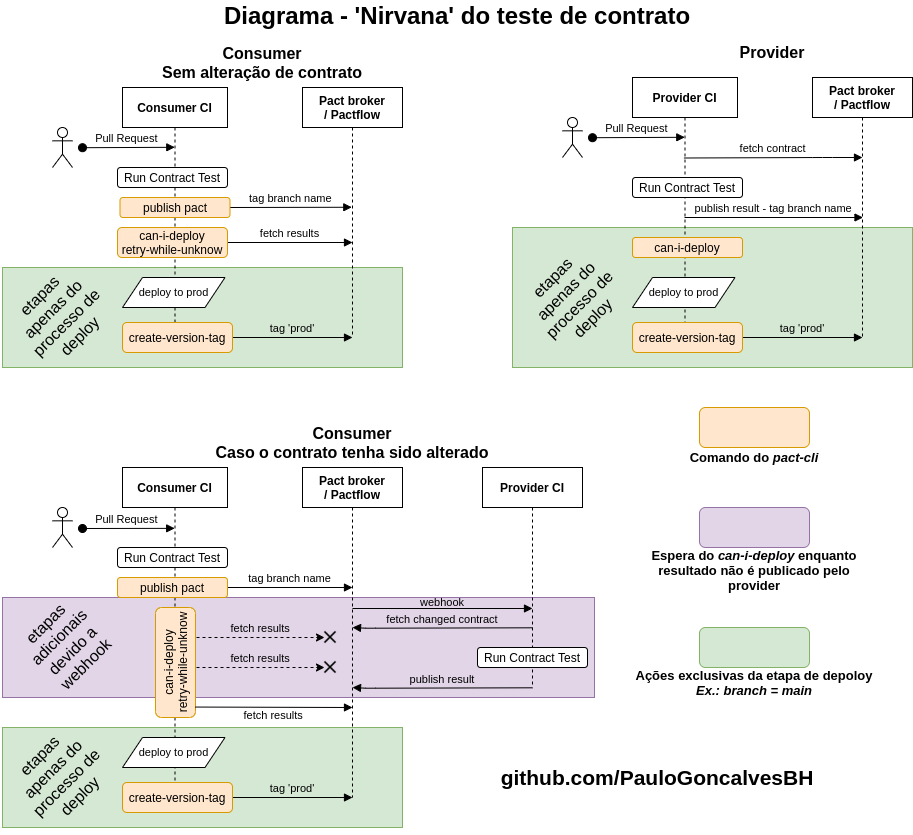 Diagrama - 'Nirvana' do teste de contrato
Consumer
Sem alteração de contrato
Consumer CI
Pact broker
/ Pactflow
Pull Request
Run Contract Test
publish pact
tag branch name
can-i-deploy
retry-while-unknow
fetch results
etapas
apenas do
processo de
deploy
deploy to prod
create-version-tag
tag 'prod'
Provider
Provider CI
Pact broker
/ Pactflow
Pull Request
fetch contract
Run Contract Test
publish result - tag branch name
etapas
apenas do
processo de
deploy
can-i-deploy
deploy to prod
create-version-tag
tag 'prod'
Consumer
Caso o contrato tenha sido alterado
Consumer CI
Pact broker
/ Pactflow
Provider CI
Pull Request
Run Contract Test
publish pact
tag branch name
etapas
adicionais
devido a
webhook
can-i-deploy
retry-while-unknow
webhook
fetch changed contract
fetch results
Run Contract Test
fetch results
publish result
fetch results
etapas
apenas do
processo de
deploy
deploy to prod
create-version-tag
tag 'prod'
Comando do pact-cli
Espera do can-i-deploy enquanto
resultado não é publicado pelo
provider
Ações exclusivas da etapa de depoloy
Ex.: branch = main
github.com/PauloGoncalvesBH